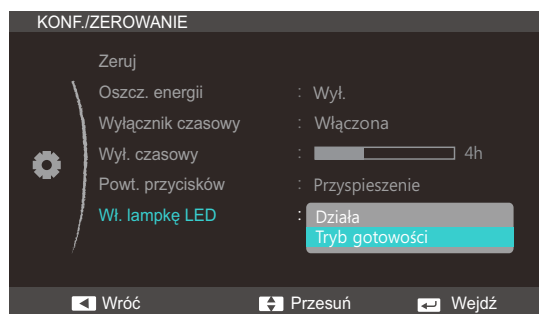 KONF./ZEROWANIE
Zeruj
Oszcz. energii : Wył.
Wyłącznik czasowy : Włączona
Wył. czasowy : 4h
Powt. przycisków : Przyspieszenie
Wł. lampkę LED : Działa
Tryb gotowości
Wróć Przesuń Wejdź